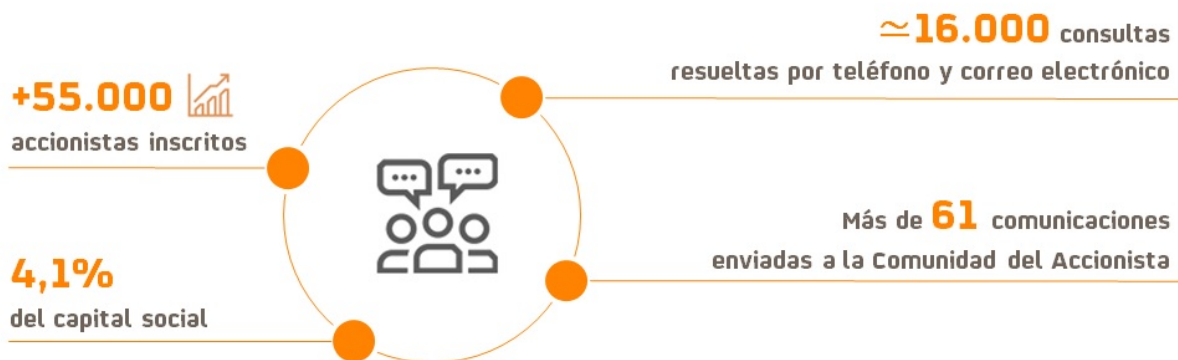 +55.000
accionistas inscritos
4,1%
del capital social
≃16.000 consultas
resueltas por teléfono y correo electrónico
Más de 61 comunicaciones
enviadas a la Comunidad del Accionista